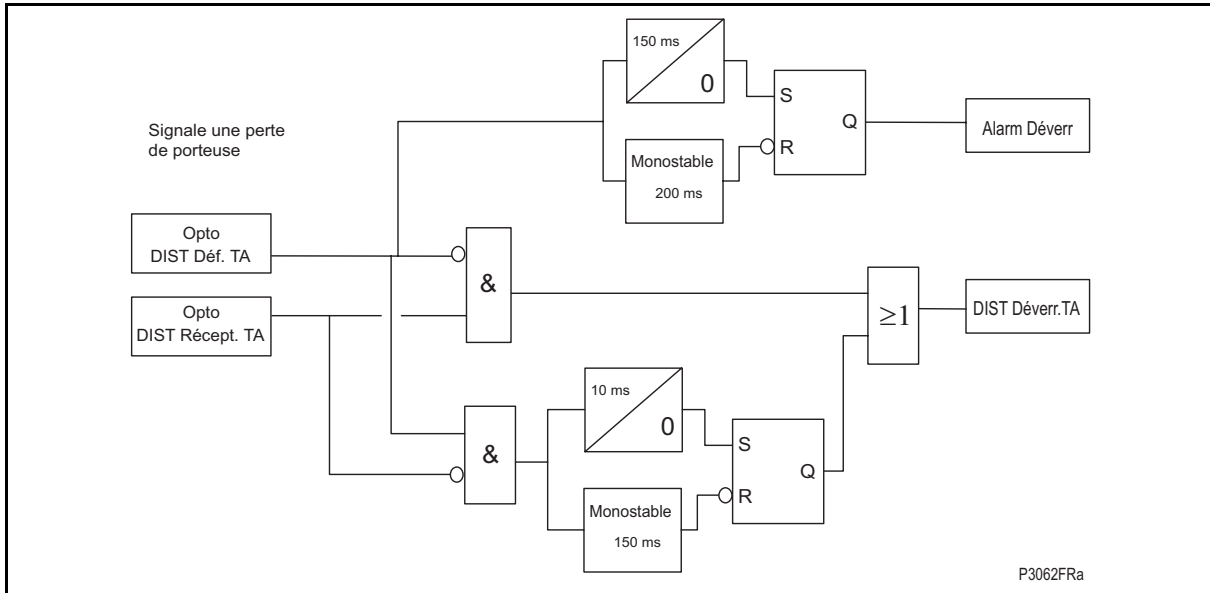 150 ms
0
S
Q
R
Alarm Déverr
Monostable
200 ms
Signale une perte
de porteuse
Opto
DIST Déf. TA
&
Opto
DIST Récept. TA
≥1
DIST Déverr.TA
10 ms
0
&
S
Q
R
Monostable
150 ms
P3062FRa